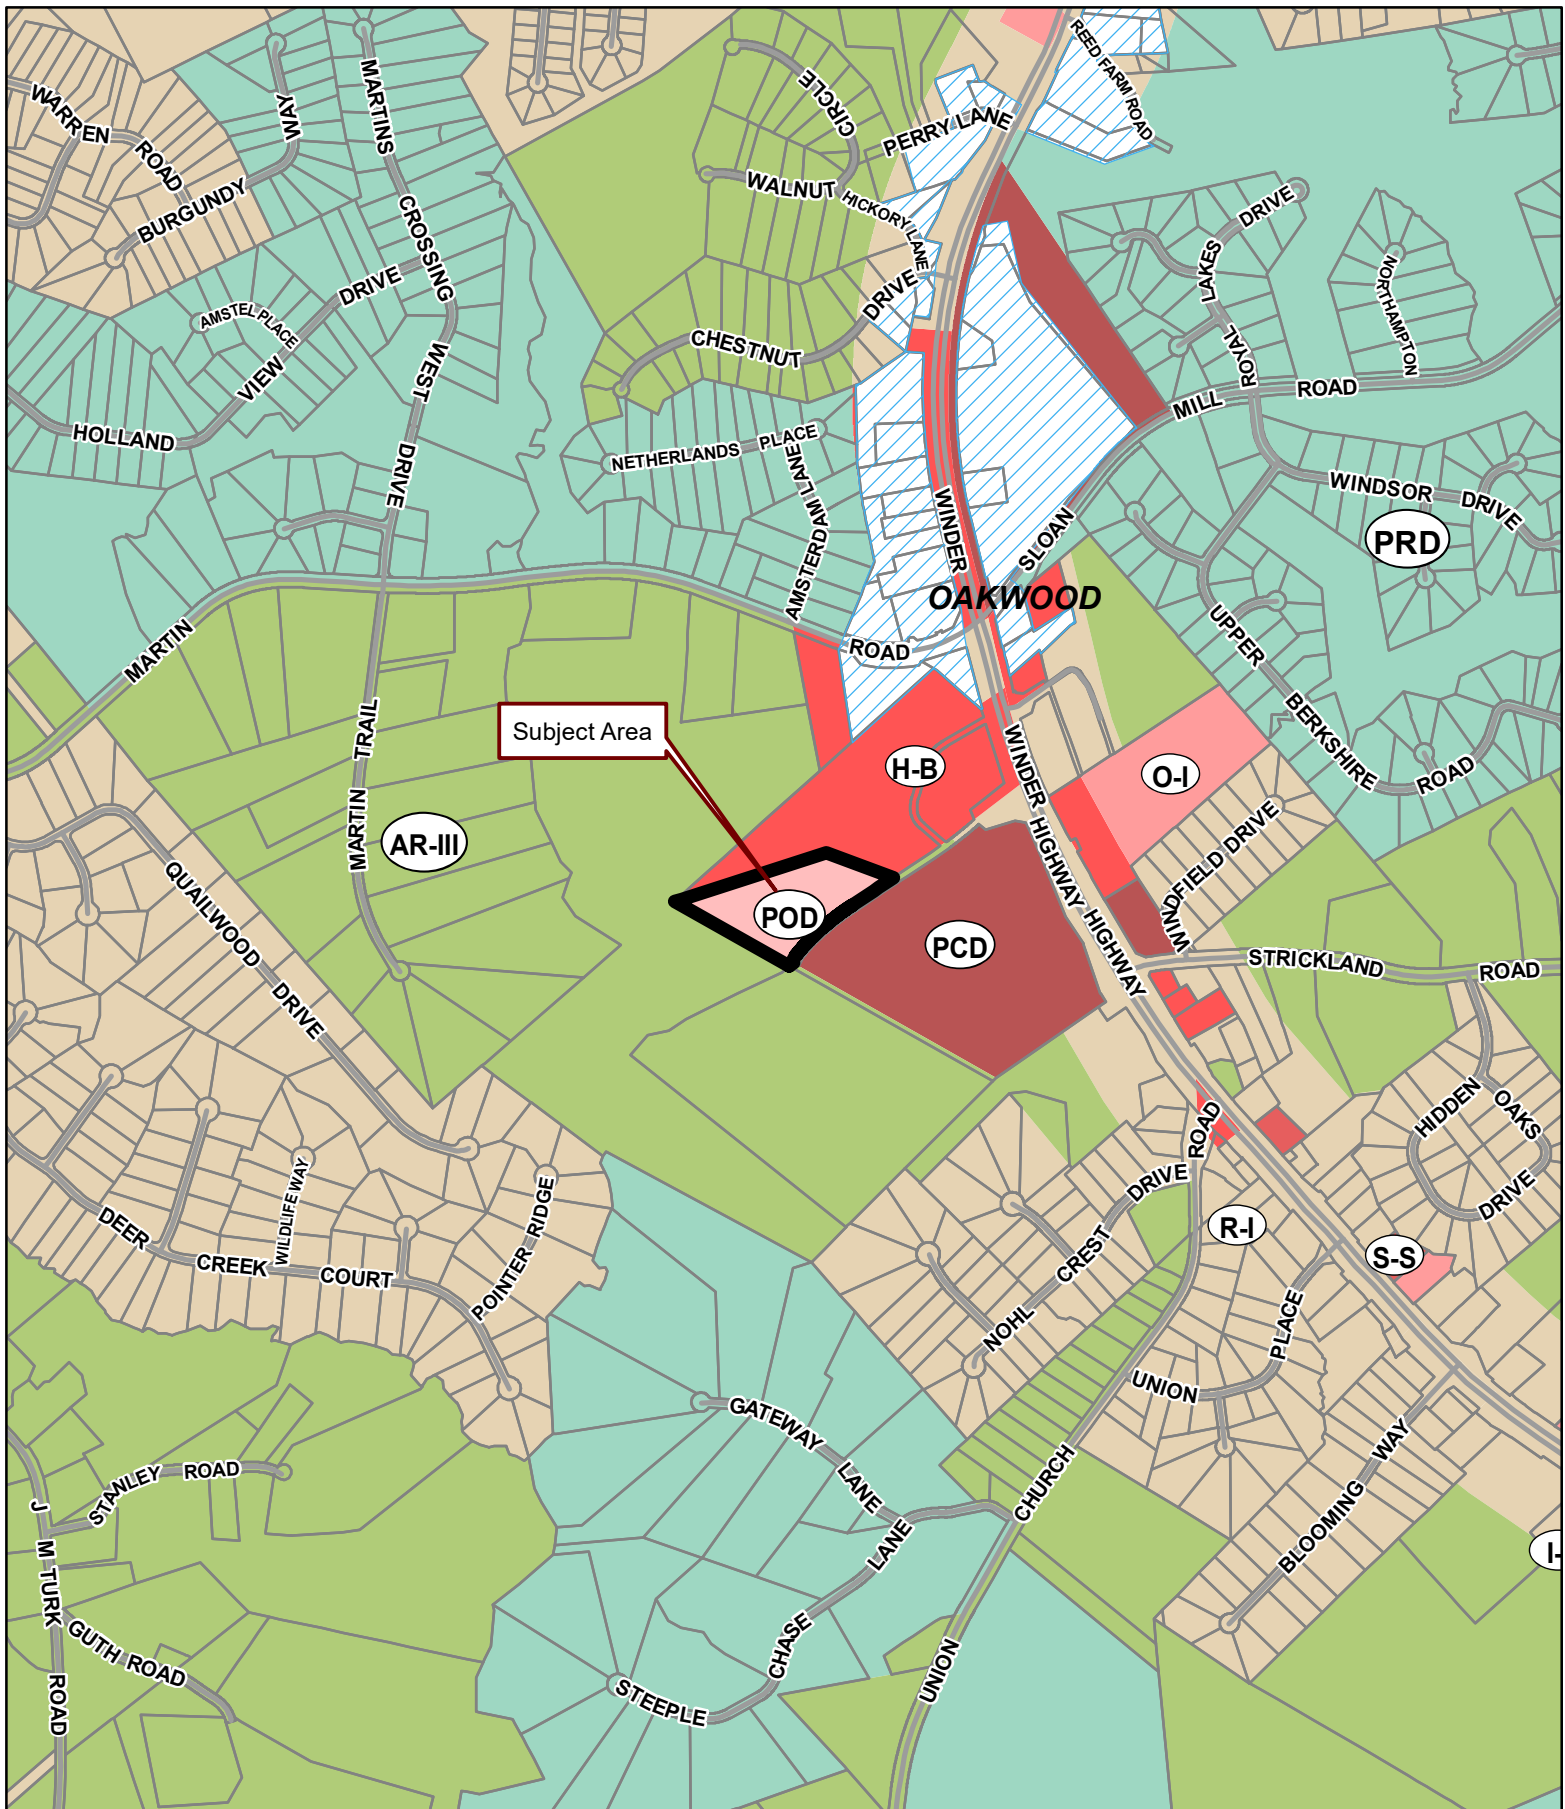 REED FARM ROAD
MARTINS CROSSING
WAY
CIRCLE
WARREN ROAD
PERRY LANE
BURGUNDY
WALNUT
HICKORY LANE
DRIVE
LAKES
NORTHAMPTON
DRIVE
AMSTEL PLACE
DRIVE
CHESTNUT
VIEW
WEST
ROYAL
ROAD
MILL
HOLLAND
NETHERLANDS PLACE
DRIVE
AMSTERDAM LANE
WINDER
SLOAN
WINDSOR DRIVE
PRD
OAKWOOD
MARTIN
ROAD
UPPER
BERKSHIRE
ROAD
Subject Area
MARTIN TRAIL
H-B
WINDER HIGHWAY
O-I
AR-III
WINDFIELD DRIVE
QUAILWOOD DRIVE
POD
PCD
HIGHWAY
STRICKLAND ROAD
HIDDEN
OAKS
DRIVE
ROAD
DRIVE
CREST
NOHL
R-I
S-S
WILDLIFE WAY
POINTER RIDGE
DEER
CREEK
COURT
PLACE
UNION
GATEWAY
LANE
CHURCH
BLOOMING WAY
STANLEY ROAD
J M TURK ROAD
LANE
CHASE
STEEPLE
UNION
GUTH ROAD
I-